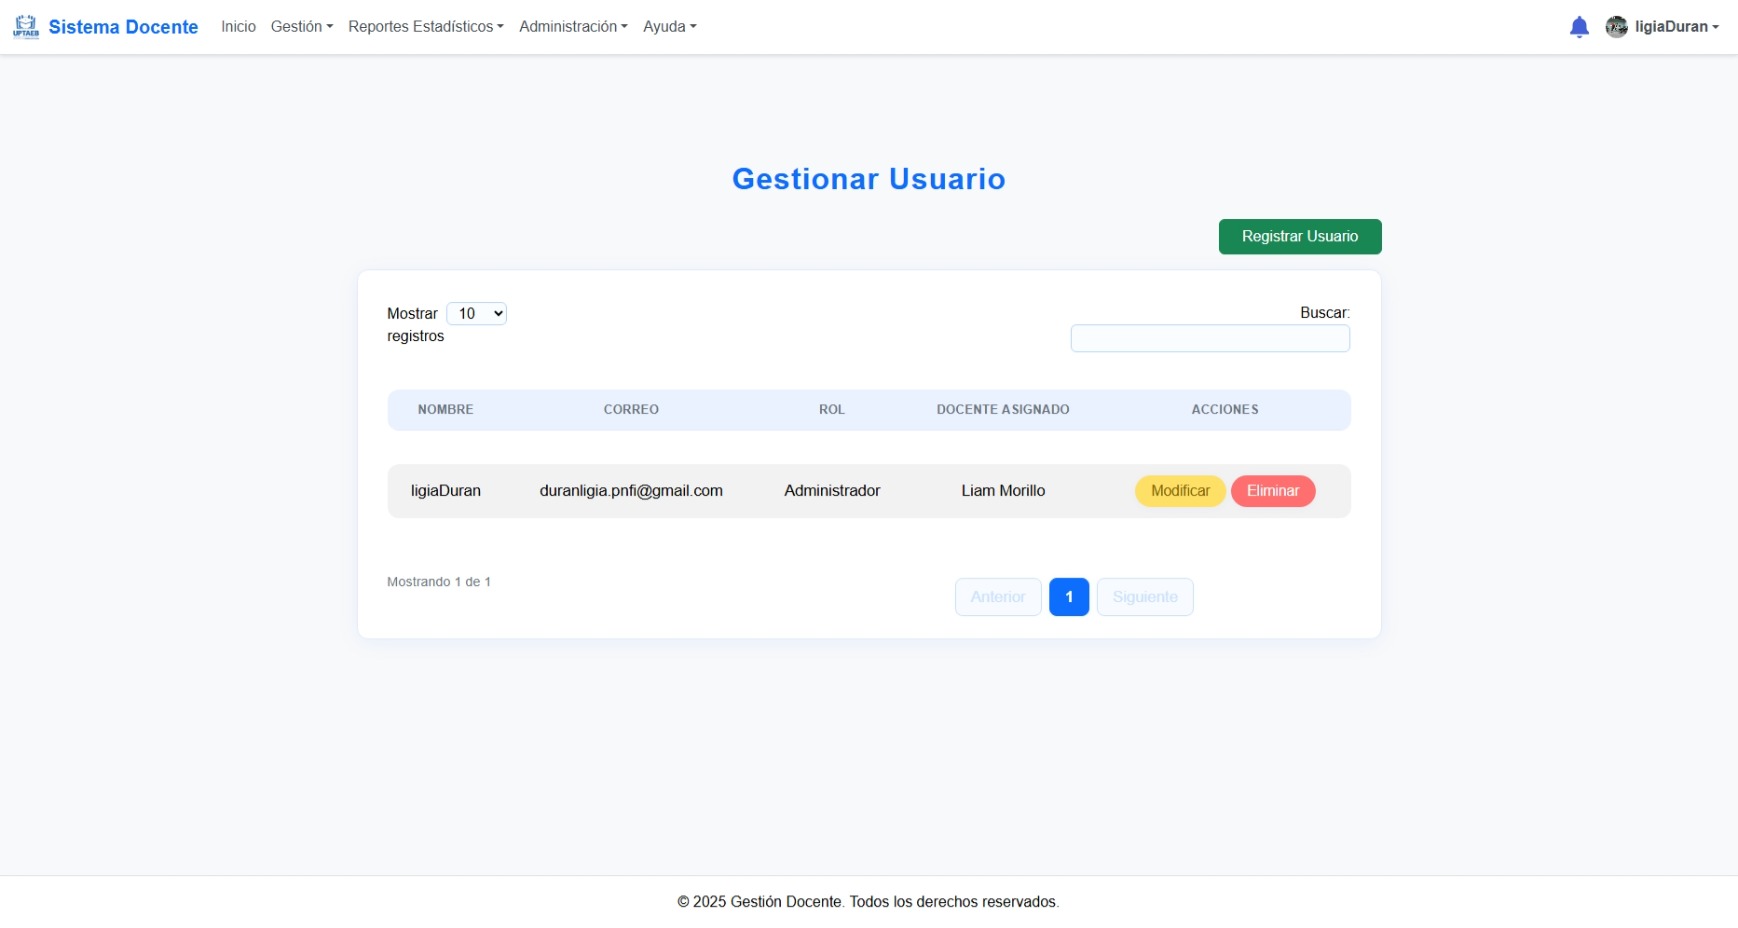 UPTAEB
Sistema Docente Inicio Gestión Reportes Estadísticos Administración Ayuda ligiaDuran
Gestionar Usuario
Registrar Usuario
Mostrar 10
registros
Buscar:
NOMBRE CORREO ROL DOCENTE ASIGNADO ACCIONES
ligiaDuran duranligia.pnfi@gmail.com Administrador Liam Morillo Modificar Eliminar
Mostrando 1 de 1
Anterior 1 Siguiente
© 2025 Gestión Docente. Todos los derechos reservados.